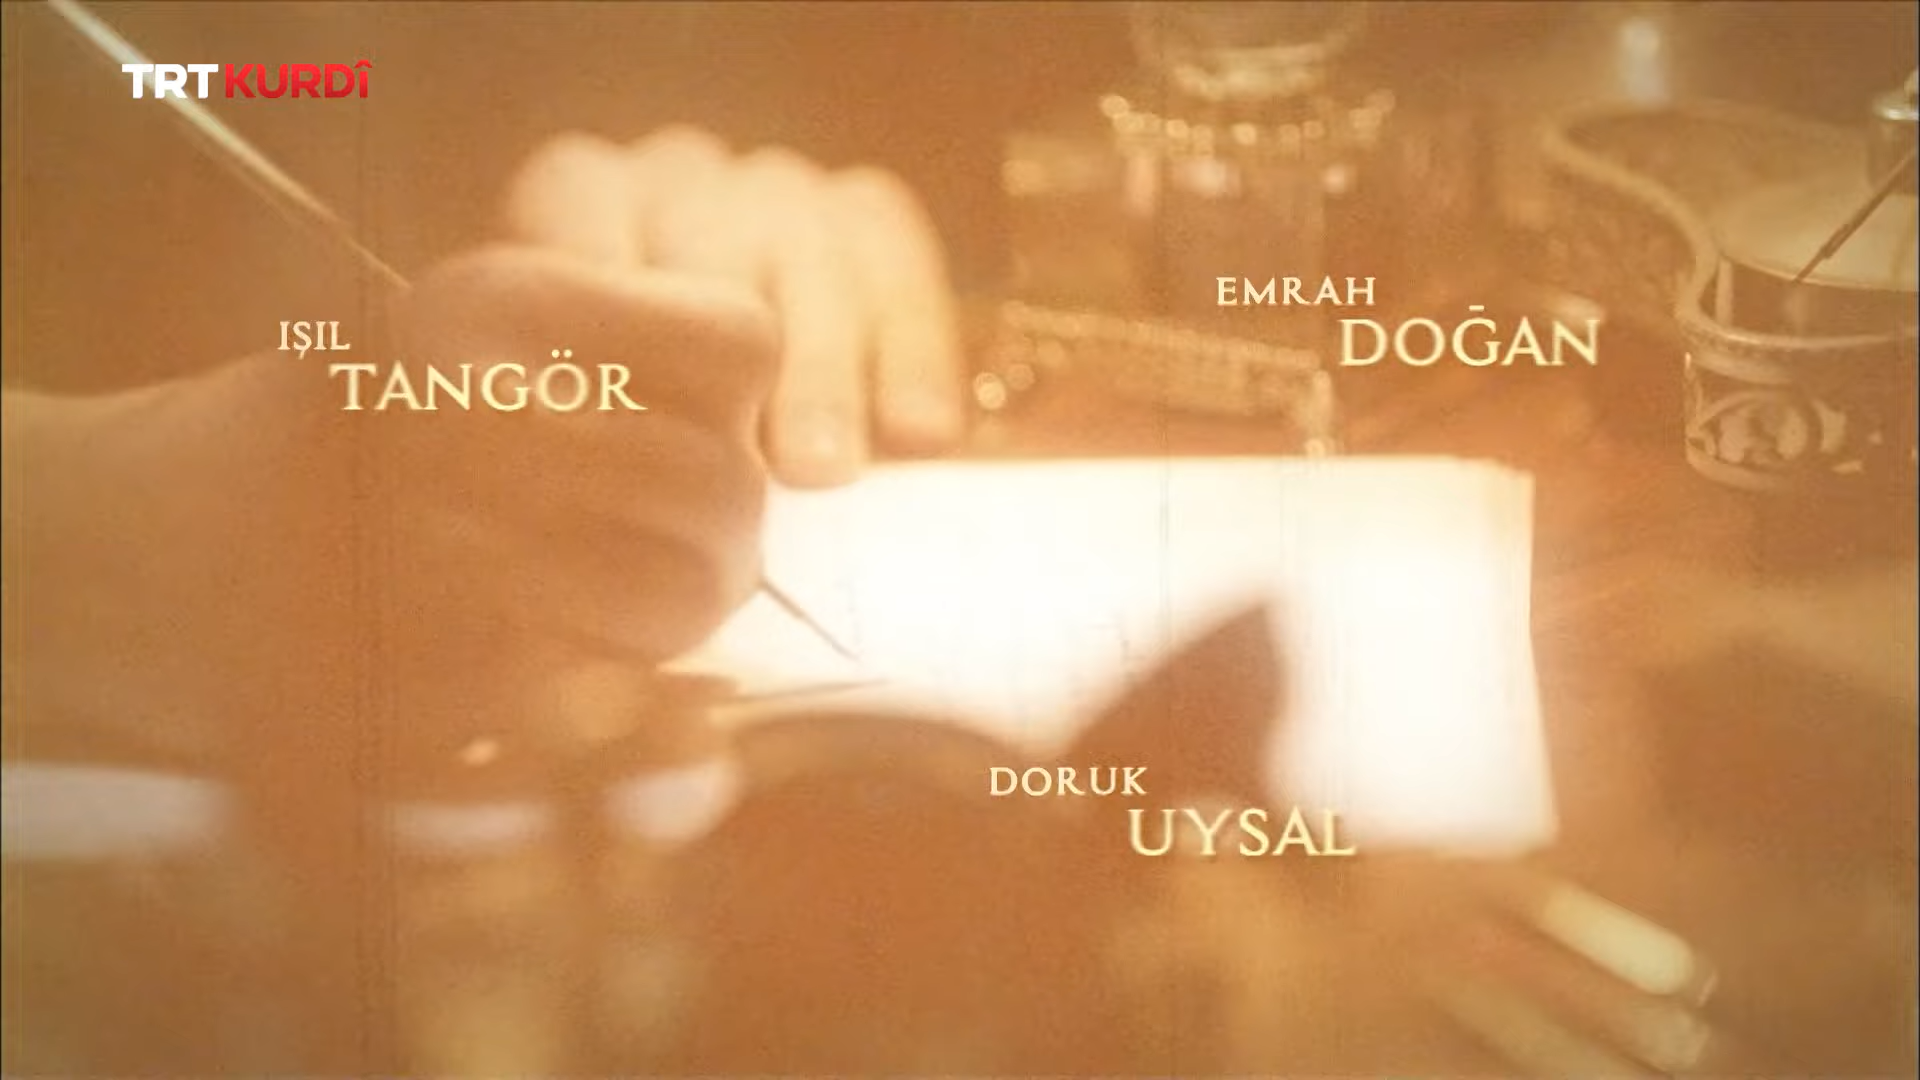 TRT KURDÎ
IŞIL
TANGÖR
EMRAH
DOĞAN
DORUK
UYSAL